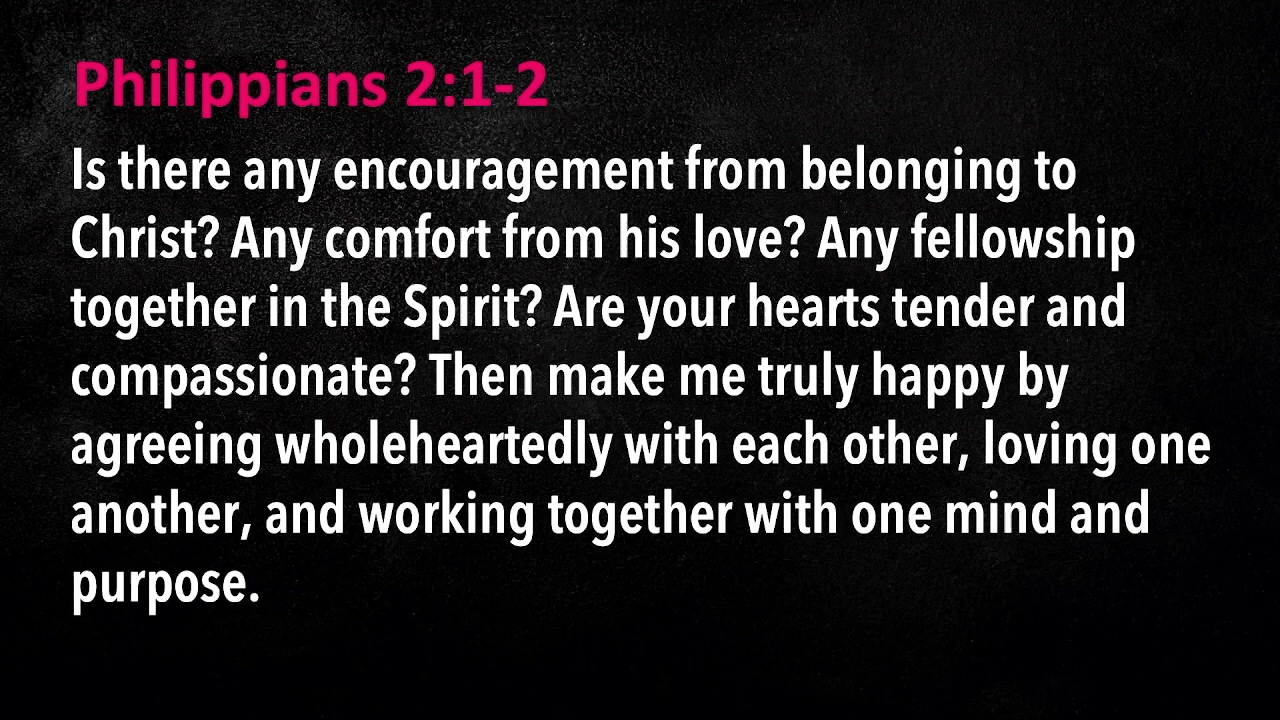 Philippians 2:1-2
Is there any encouragement from belonging to
Christ? Any comfort from his love? Any fellowship
together in the Spirit? Are your hearts tender and
compassionate? Then make me truly happy by
agreeing wholeheartedly with each other, loving one
another, and working together with one mind and
purpose.